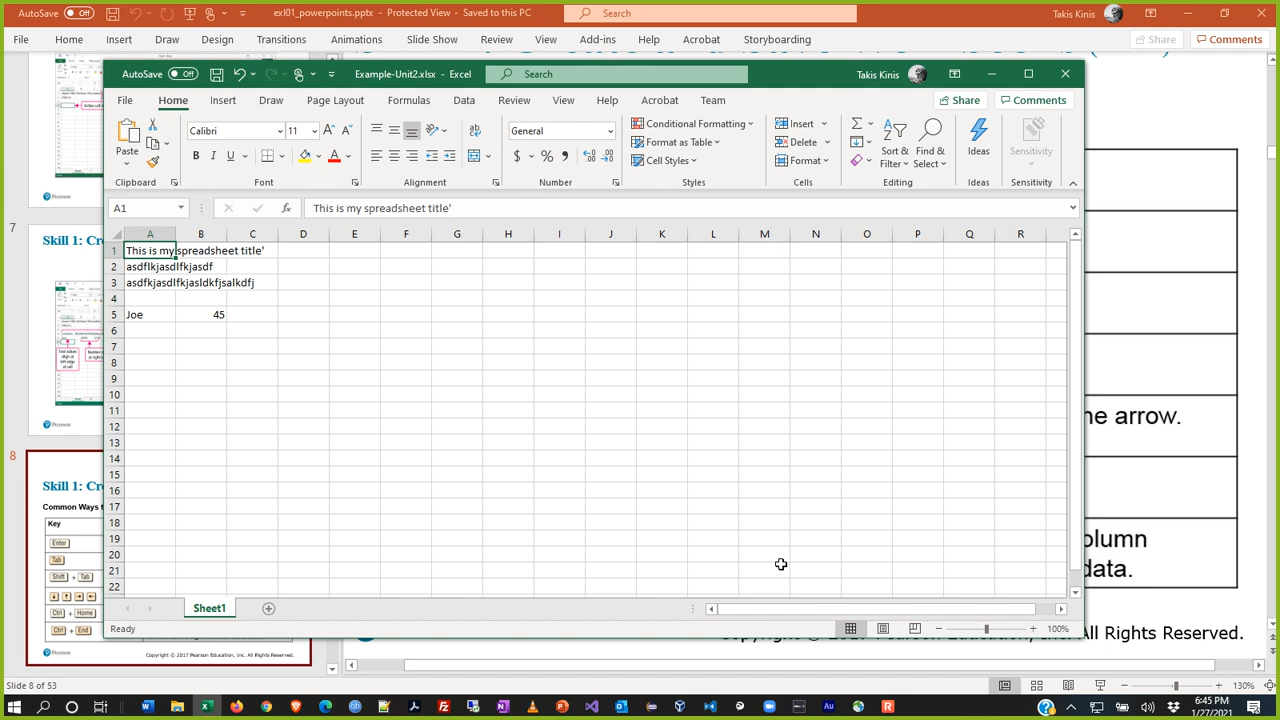 AutoSave Off
exl01_powerpoints.pptx - Protected View - Saved to this PC
Search
Takis Kinis
File Home Insert Draw Design Transitions Animations Slide Show Review View Add-ins Help Acrobat Storyboarding
Share Comments
7
Skill 1: Cr
Pearson
8
Skill 1: Cr
Common Ways t
Key
Enter
Tab
Shift + Tab
Ctrl + Home
Ctrl + End
Pearson
Copyright © 2017 Pearson Education, Inc. All Rights Reserved.
AutoSave Off
Example-Unit2.xlsx - Excel
Search
Takis Kinis
File Home Insert Draw Page Layout Formulas Data Review View Help Acrobat Team
Share Comments
Paste
Clipboard
Calibri 11
B I U
Font
Alignment
General
Number
Conditional Formatting
Format as Table
Cell Styles
Styles
Insert
Delete
Format
Cells
Sort & Filter
Find & Select
Editing
Ideas
Ideas
Sensitivity
Sensitivity
A1
This is my spreadsheet title'
A B C D E F G H I J K L M N O P Q R
1 This is my spreadsheet title'
2 asdflkjasdlfkjasdf
3 asdfkjasdlfkjasldkfjsalkdfj
4
5 Joe 45
6
7
8
9
10
11
12
13
14
15
16
17
18
19
20
21
22
Sheet1
Ready
100%
ne arrow.
olumn
data.
All Rights Reserved.
Slide 8 of 53
130%
6:45 PM
1/27/2021